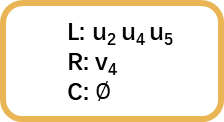 L: u₂ u₄ u₅
R: v₄
C: Ø